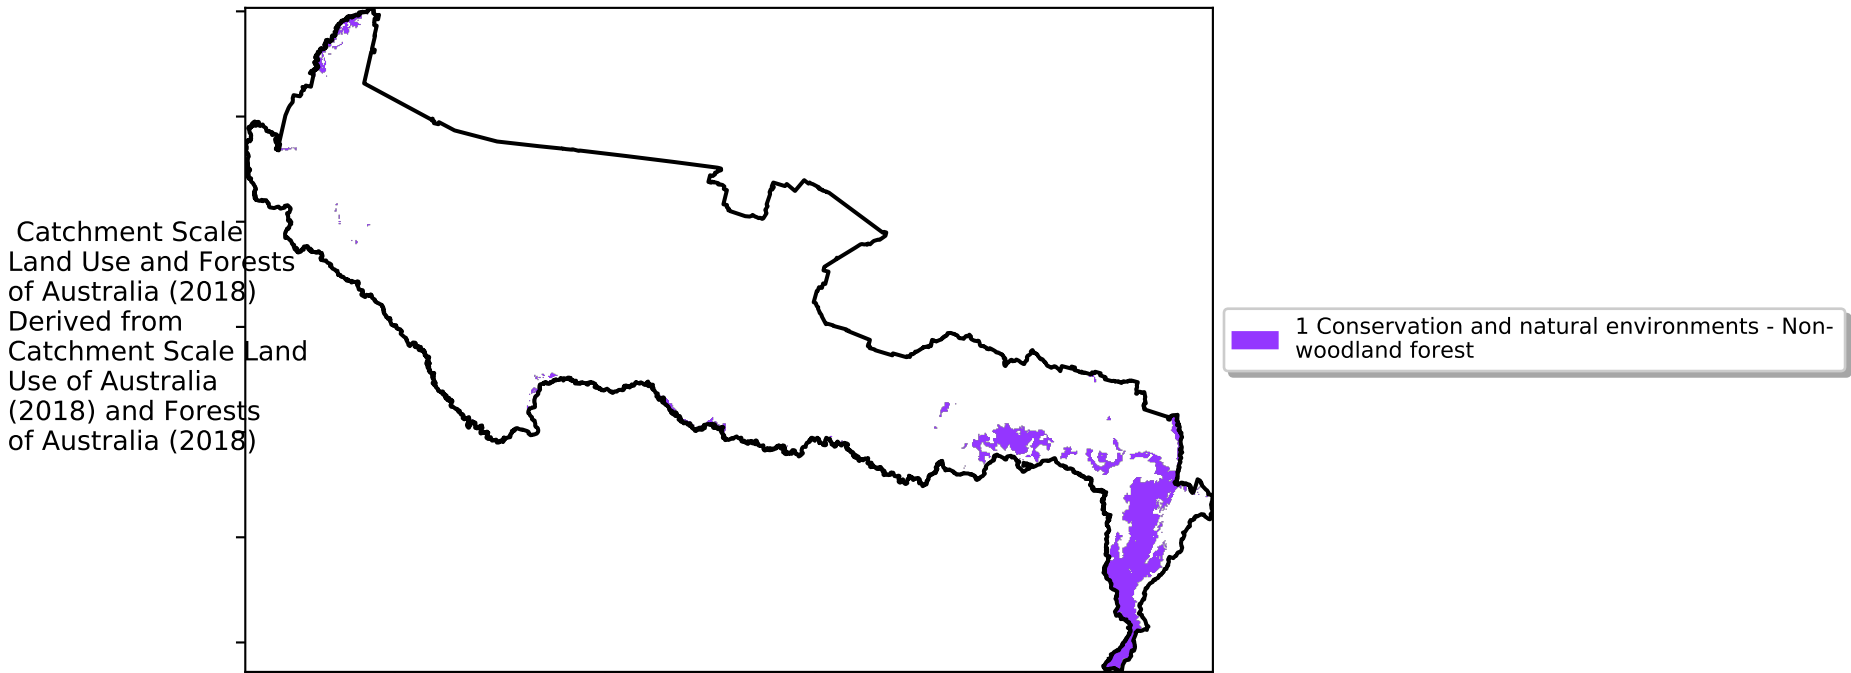 Catchment Scale
Land Use and Forests
of Australia (2018)
Derived from
Catchment Scale Land
Use of Australia
(2018) and Forests
of Australia (2018)
1 Conservation and natural environments - Non-
woodland forest